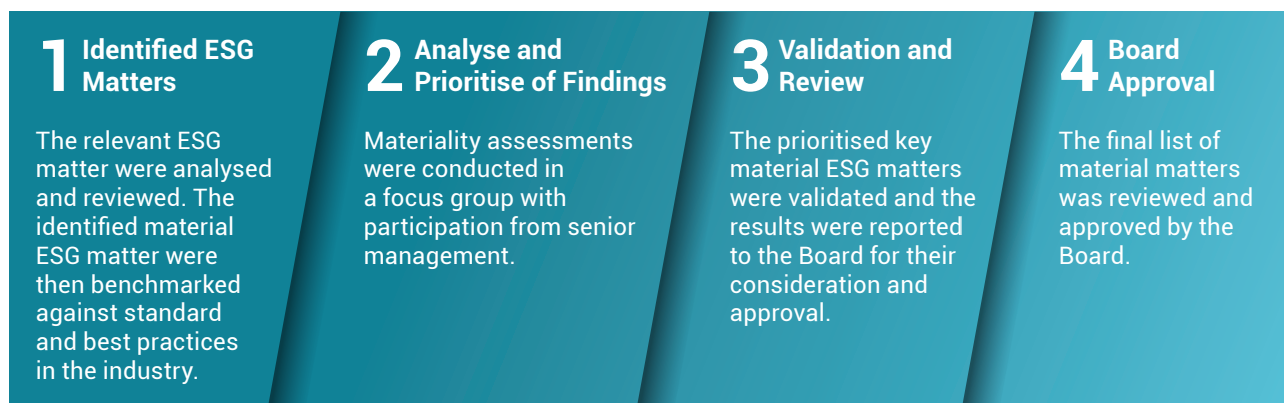 1 Identified ESG
Matters
The relevant ESG
matter were analysed
and reviewed. The
identified material
ESG matter were
then benchmarked
against standard
and best practices
in the industry.
2 Analyse and
Prioritise of Findings
Materiality assessments
were conducted in
a focus group with
participation from senior
management.
3 Validation and
Review
The prioritised key
material ESG matters
were validated and the
results were reported
to the Board for their
consideration and
approval.
4 Board
Approval
The final list of
material matters
was reviewed and
approved by the
Board.